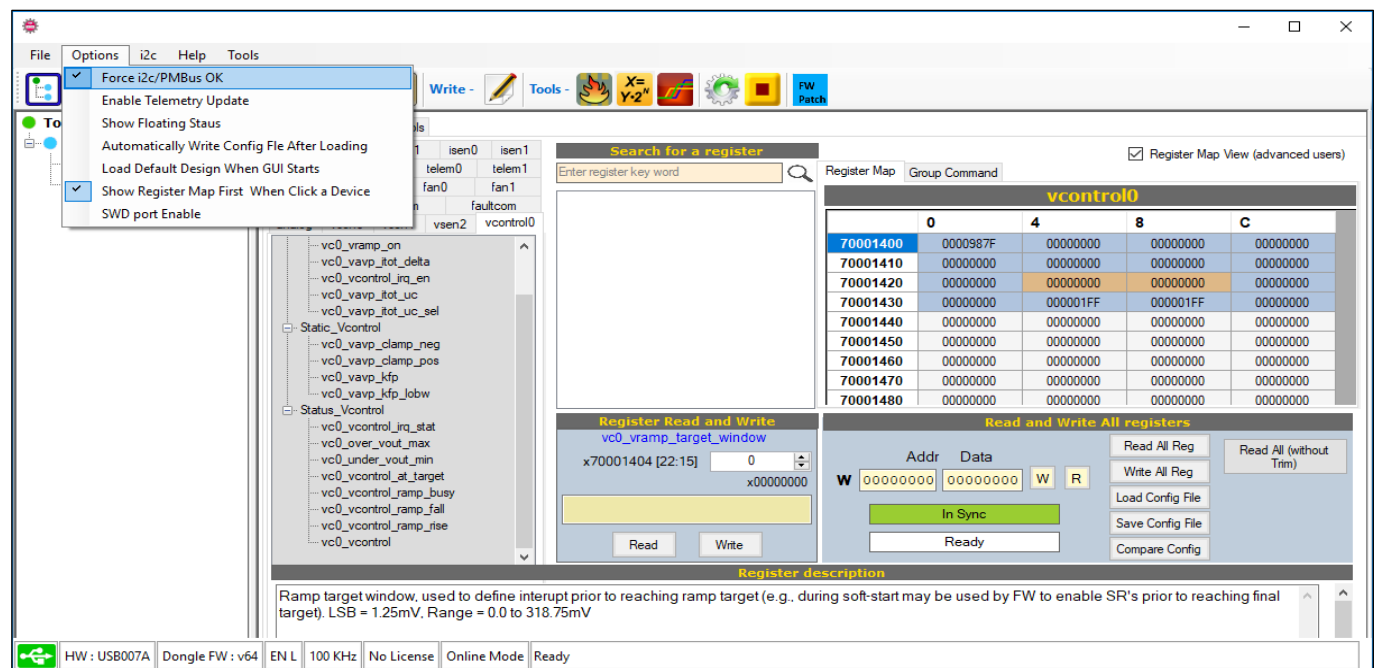 File Options i2c Help Tools
Force i2c/PMBus OK
Enable Telemetry Update
Show Floating Staus
Automatically Write Config Fle After Loading
Load Default Design When GUI Starts
Show Register Map First When Click a Device
SWD port Enable
Write - Tools - X= Y·2ᴺ FW Patch
To
isen0 isen1
telem0 telem1
fan0 fan1
faultcom
vsen2 vcontrol0
vc0_vramp_on
vc0_vavp_itot_delta
vc0_vcontrol_irq_en
vc0_vavp_itot_uc
vc0_vavp_itot_uc_sel
Static_Vcontrol
vc0_vavp_clamp_neg
vc0_vavp_clamp_pos
vc0_vavp_kfp
vc0_vavp_kfp_lobw
Status_Vcontrol
vc0_vcontrol_irq_stat
vc0_over_vout_max
vc0_under_vout_min
vc0_vcontrol_at_target
vc0_vcontrol_ramp_busy
vc0_vcontrol_ramp_fall
vc0_vcontrol_ramp_rise
vc0_vcontrol
Search for a register
Enter register key word
Register Map View (advanced users)
Register Map Group Command
vcontrol0
0 4 8 C
70001400 0000987F 00000000 00000000 00000000
70001410 00000000 00000000 00000000 00000000
70001420 00000000 00000000 00000000 00000000
70001430 00000000 000001FF 000001FF 00000000
70001440 00000000 00000000 00000000 00000000
70001450 00000000 00000000 00000000 00000000
70001460 00000000 00000000 00000000 00000000
70001470 00000000 00000000 00000000 00000000
70001480 00000000 00000000 00000000 00000000
Register Read and Write
vc0_vramp_target_window
x70001404 [22:15] 0
x00000000
Read Write
Read and Write All registers
Addr Data
W 00000000 00000000 W R
In Sync
Ready
Read All Reg
Write All Reg
Load Config File
Save Config File
Compare Config
Read All (without
Trim)
Register description
Ramp target window, used to define interupt prior to reaching ramp target (e.g., during soft-start may be used by FW to enable SR's prior to reaching final
target). LSB = 1.25mV, Range = 0.0 to 318.75mV
HW : USB007A Dongle FW : v64 EN L 100 KHz No License Online Mode Ready